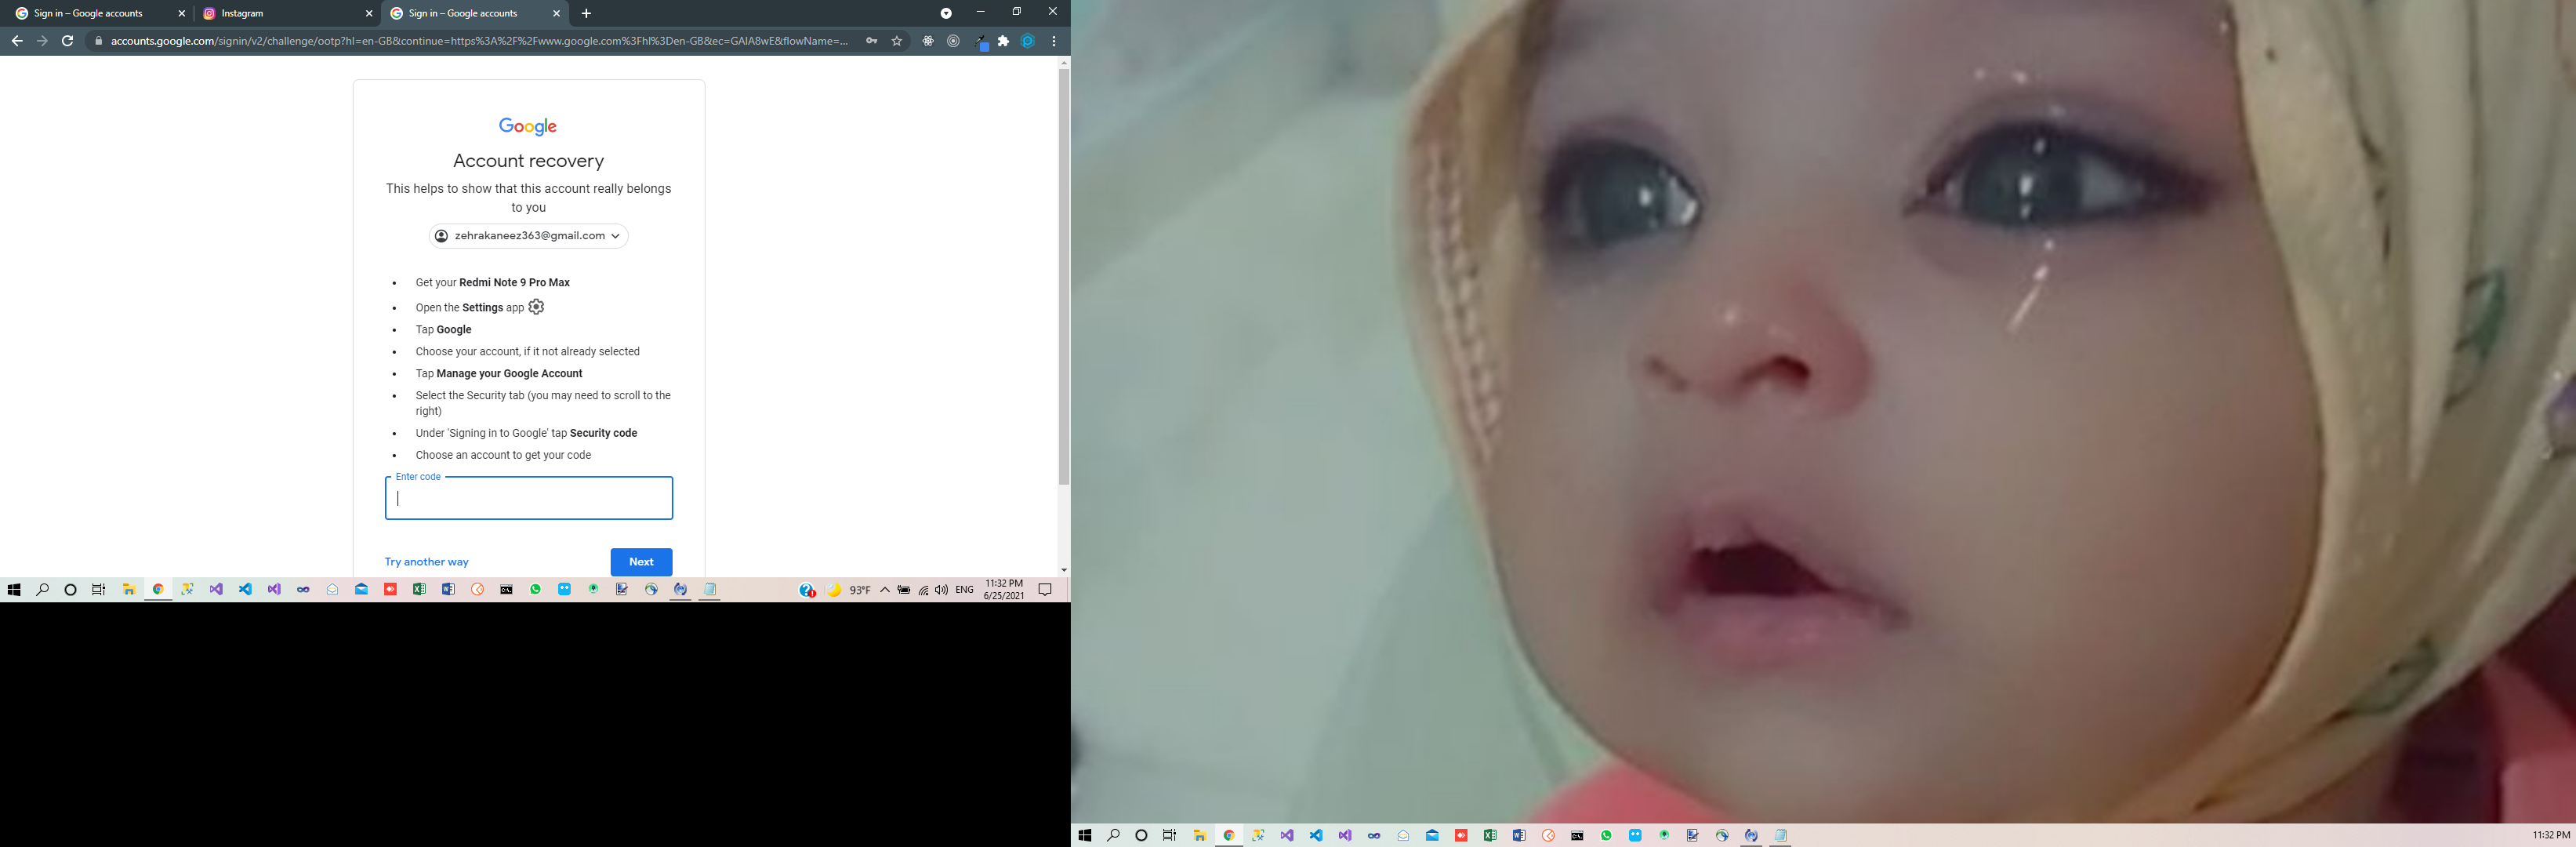 Sign in – Google accounts
Instagram
Sign in – Google accounts
accounts.google.com/signin/v2/challenge/ootp?hl=en-GB&continue=https%3A%2F%2Fwww.google.com%3Fhl%3Den-GB&ec=GAlA8wE&flowName=...
Google
Account recovery
This helps to show that this account really belongs
to you
zehrakaneez363@gmail.com
• Get your Redmi Note 9 Pro Max
• Open the Settings app
• Tap Google
• Choose your account, if it not already selected
• Tap Manage your Google Account
• Select the Security tab (you may need to scroll to the
right)
• Under 'Signing in to Google' tap Security code
• Choose an account to get your code
Enter code
Try another way
Next
93°F
ENG
11:32 PM
6/25/2021
11:32 PM